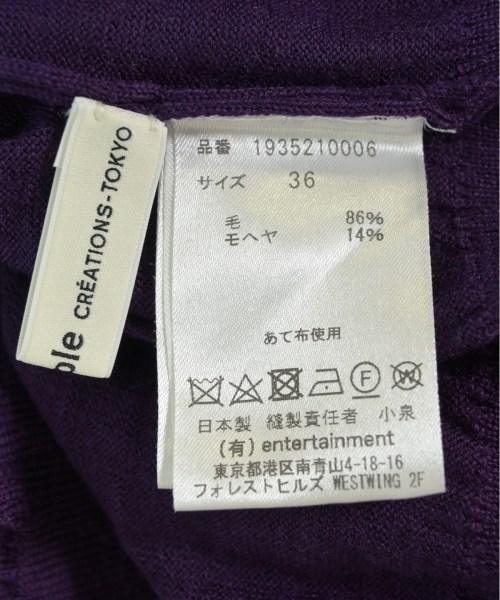 ble CRÉATIONS-TOKYO
品番 1935210006
サイズ 36
毛 86%
モヘヤ 14%
あて布使用
F
W
日本製 縫製責任者 小泉
(有) entertainment
東京都港区南青山4-18-16
フォレストヒルズ WESTWING 2F